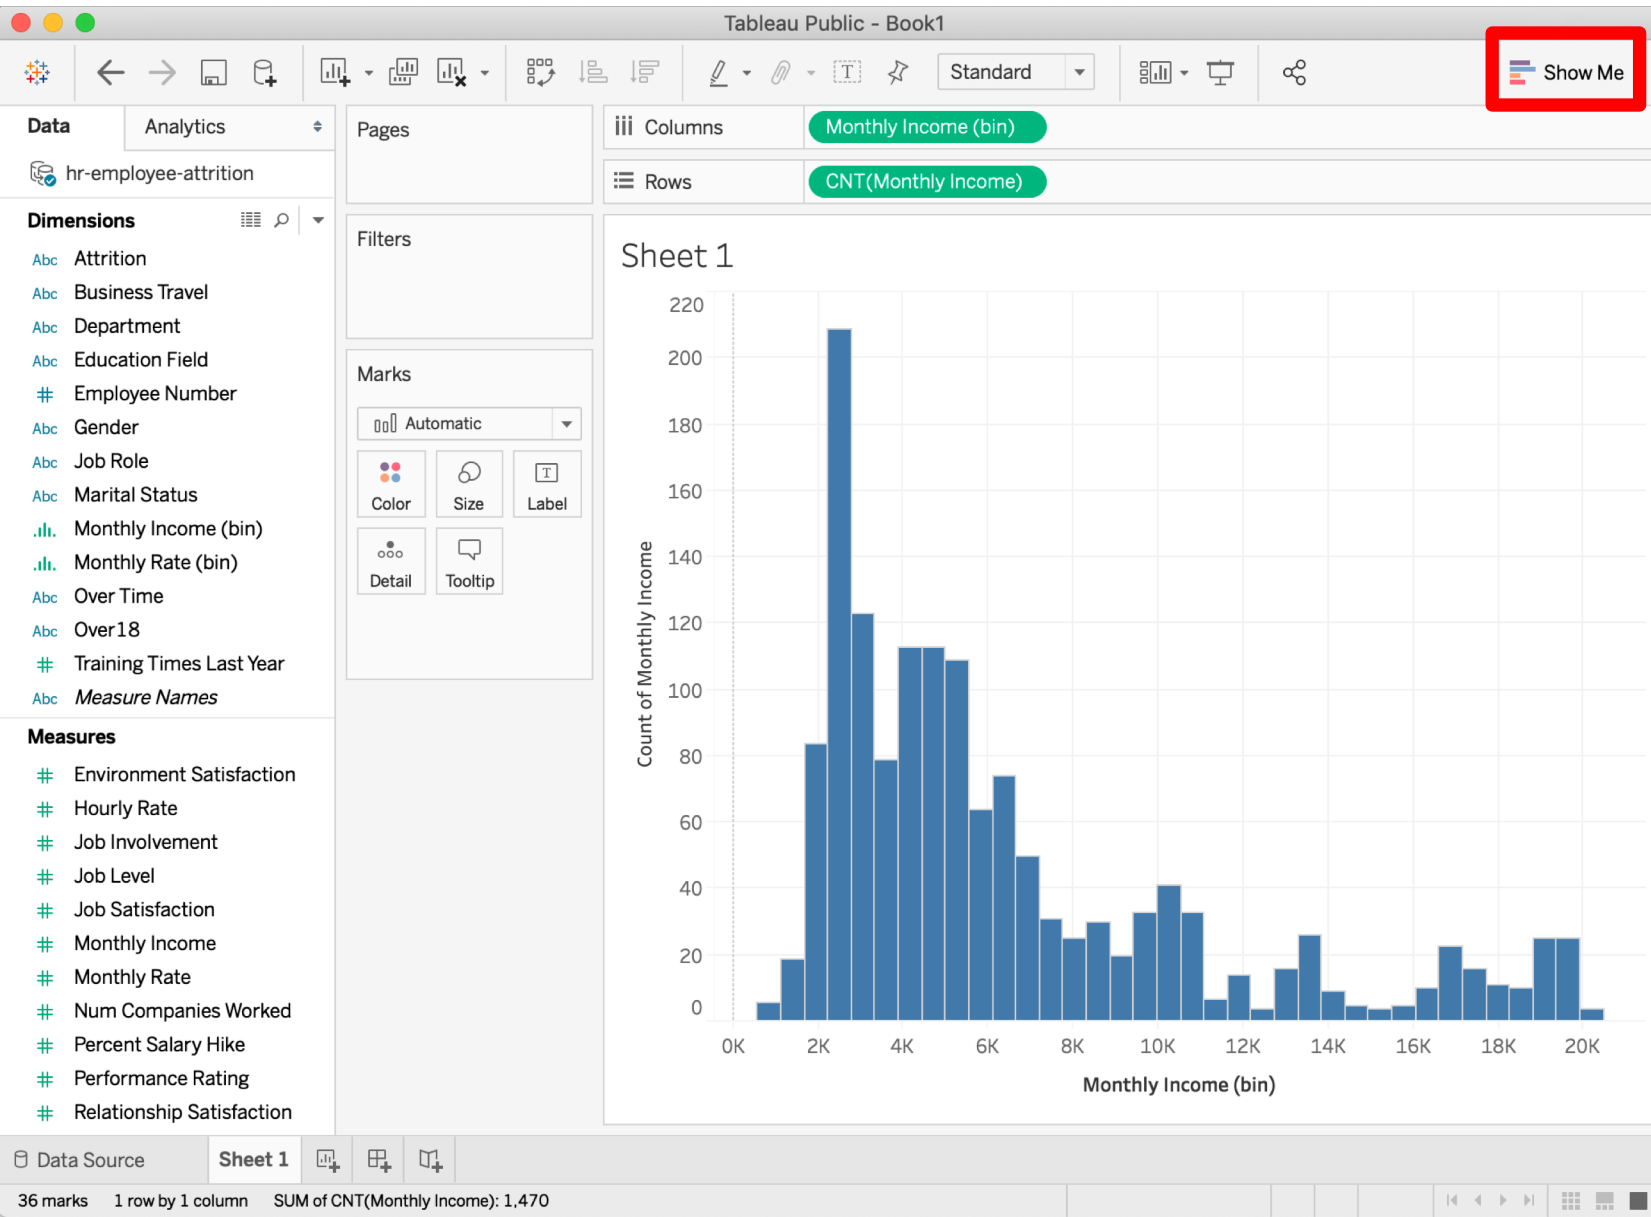 Tableau Public - Book1
Standard
Show Me
Data
Analytics
hr-employee-attrition
Dimensions
Abc Attrition
Abc Business Travel
Abc Department
Abc Education Field
# Employee Number
Abc Gender
Abc Job Role
Abc Marital Status
Monthly Income (bin)
Monthly Rate (bin)
Abc Over Time
Abc Over18
# Training Times Last Year
Abc Measure Names
Measures
# Environment Satisfaction
# Hourly Rate
# Job Involvement
# Job Level
# Job Satisfaction
# Monthly Income
# Monthly Rate
# Num Companies Worked
# Percent Salary Hike
# Performance Rating
# Relationship Satisfaction
Pages
Filters
Marks
Automatic
Color Size Label
Detail Tooltip
Columns Monthly Income (bin)
Rows CNT(Monthly Income)
Sheet 1
Count of Monthly Income
220
200
180
160
140
120
100
80
60
40
20
0
0K 2K 4K 6K 8K 10K 12K 14K 16K 18K 20K
Monthly Income (bin)
Data Source Sheet 1
36 marks 1 row by 1 column SUM of CNT(Monthly Income): 1,470